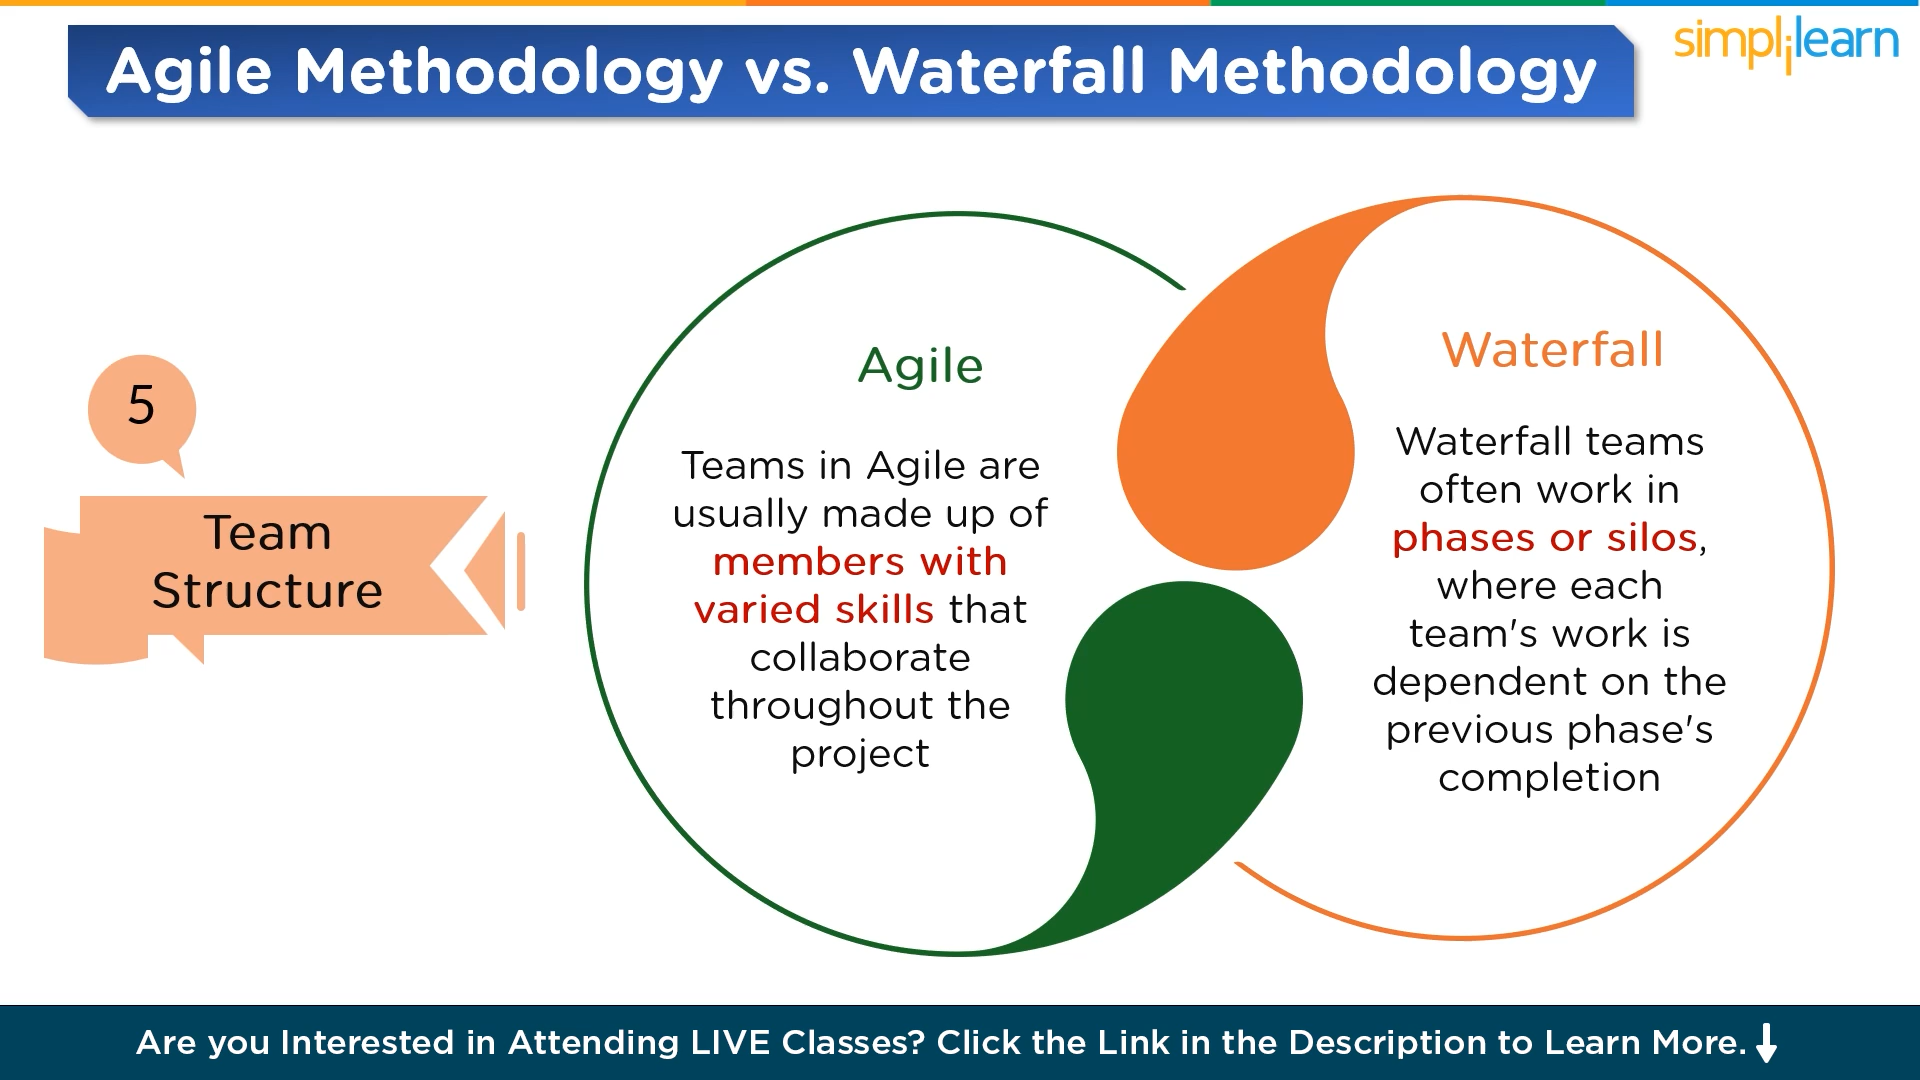 Agile Methodology vs. Waterfall Methodology
simplilearn
5
Team
Structure
Agile
Teams in Agile are
usually made up of
members with
varied skills that
collaborate
throughout the
project
Waterfall
Waterfall teams
often work in
phases or silos,
where each
team's work is
dependent on the
previous phase's
completion
Are you Interested in Attending LIVE Classes? Click the Link in the Description to Learn More.